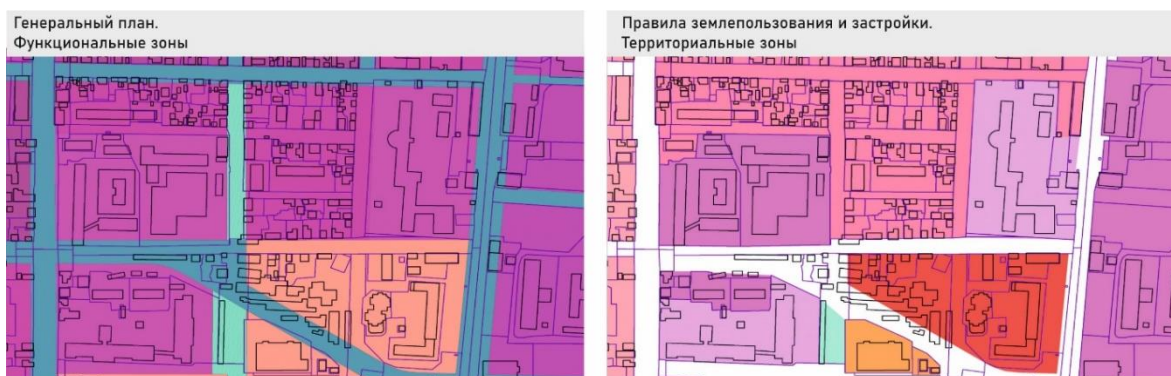 Генеральный план.
Функциональные зоны
Правила землепользования и застройки.
Территориальные зоны